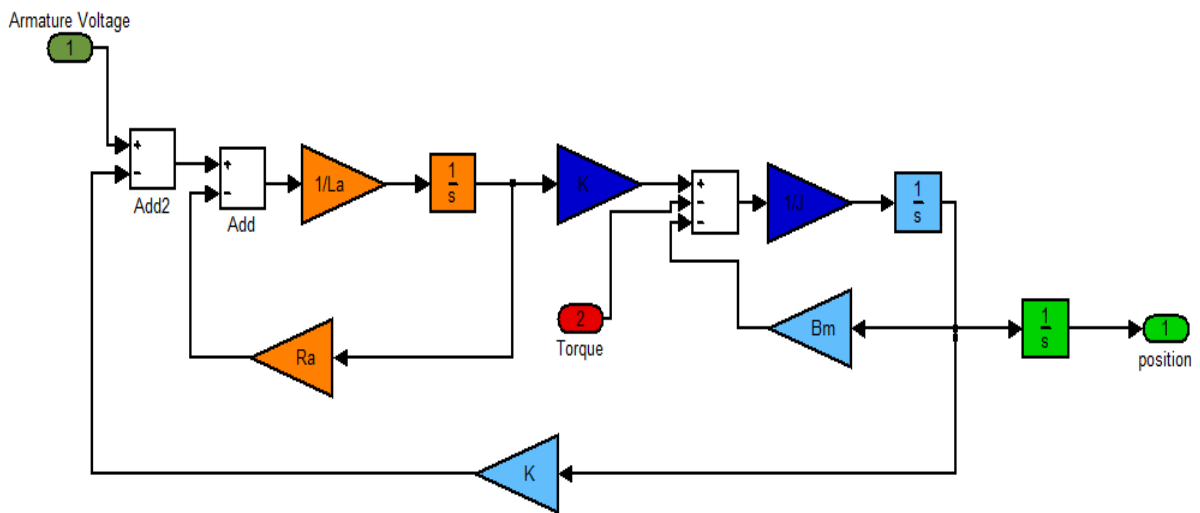 Armature Voltage
1
+
-
Add2
+
-
Add
1/La
1
s
K
+
-
-
1/J
1
s
Ra
2
Torque
Bm
1
s
1
position
K